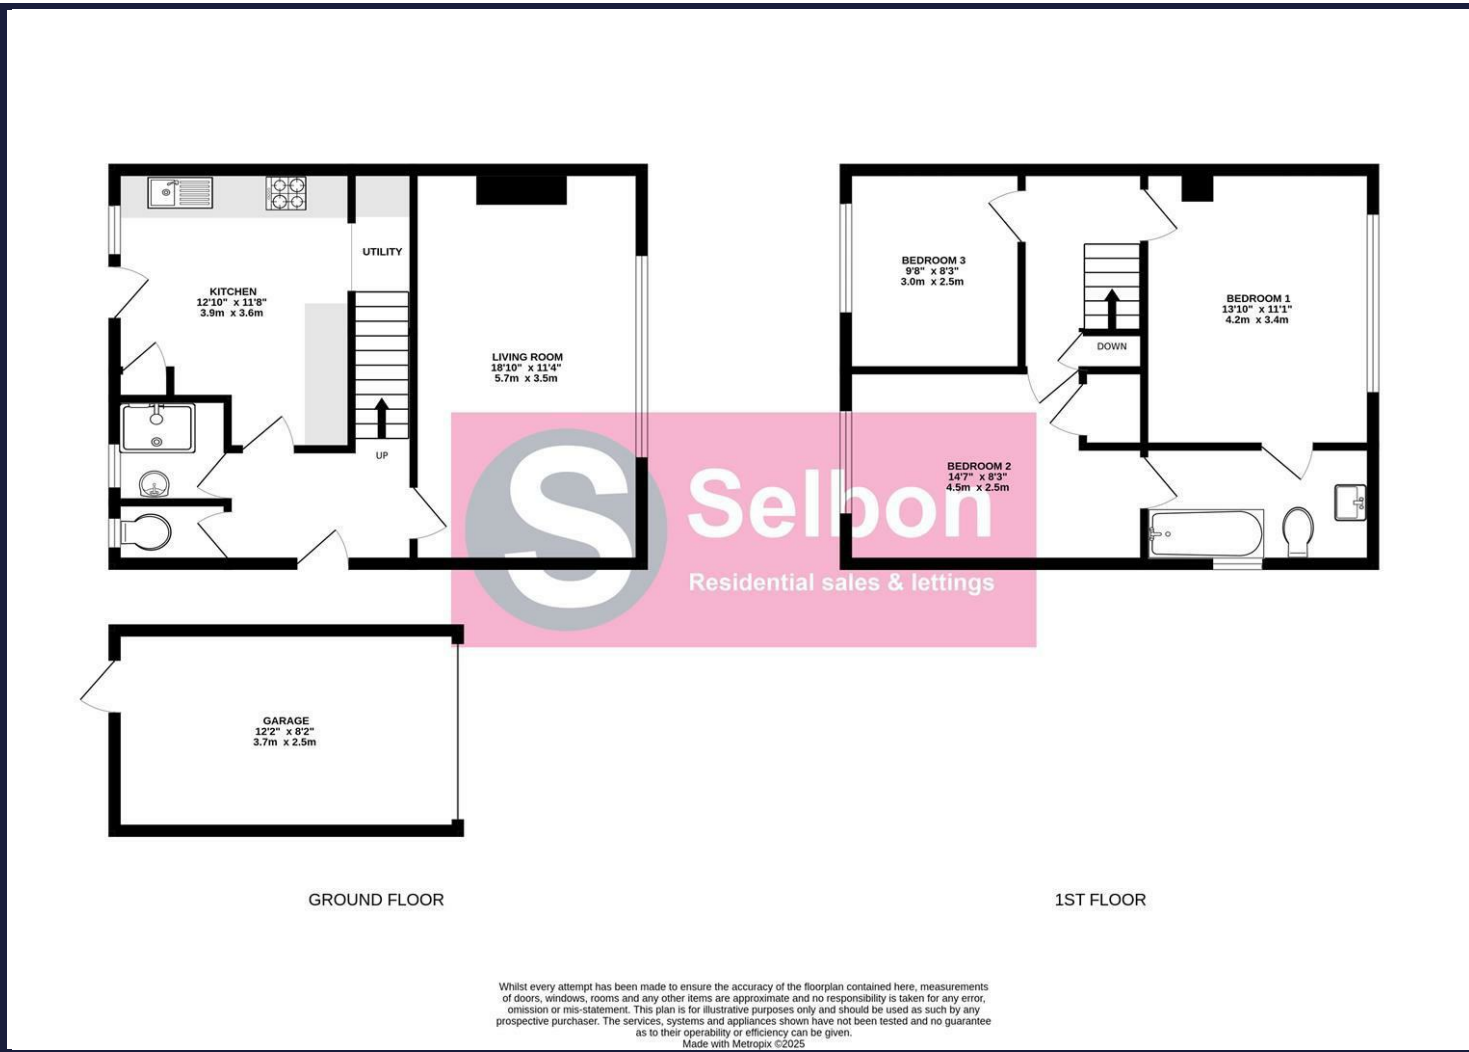 UTILITY
KITCHEN
12'10" x 11'8"
3.9m x 3.6m
LIVING ROOM
18'10" x 11'4"
5.7m x 3.5m
UP
BEDROOM 3
9'8" x 8'3"
3.0m x 2.5m
BEDROOM 1
13'10" x 11'1"
4.2m x 3.4m
DOWN
BEDROOM 2
14'7" x 8'3"
4.5m x 2.5m
S
Selbon
Residential sales & lettings
GARAGE
12'2" x 8'2"
3.7m x 2.5m
GROUND FLOOR
1ST FLOOR
Whilst every attempt has been made to ensure the accuracy of the floorplan contained here, measurements
of doors, windows, rooms and any other items are approximate and no responsibility is taken for any error,
omission or mis-statement. This plan is for illustrative purposes only and should be used as such by any
prospective purchaser. The services, systems and appliances shown have not been tested and no guarantee
as to their operability or efficiency can be given.
Made with Metropix ©2025